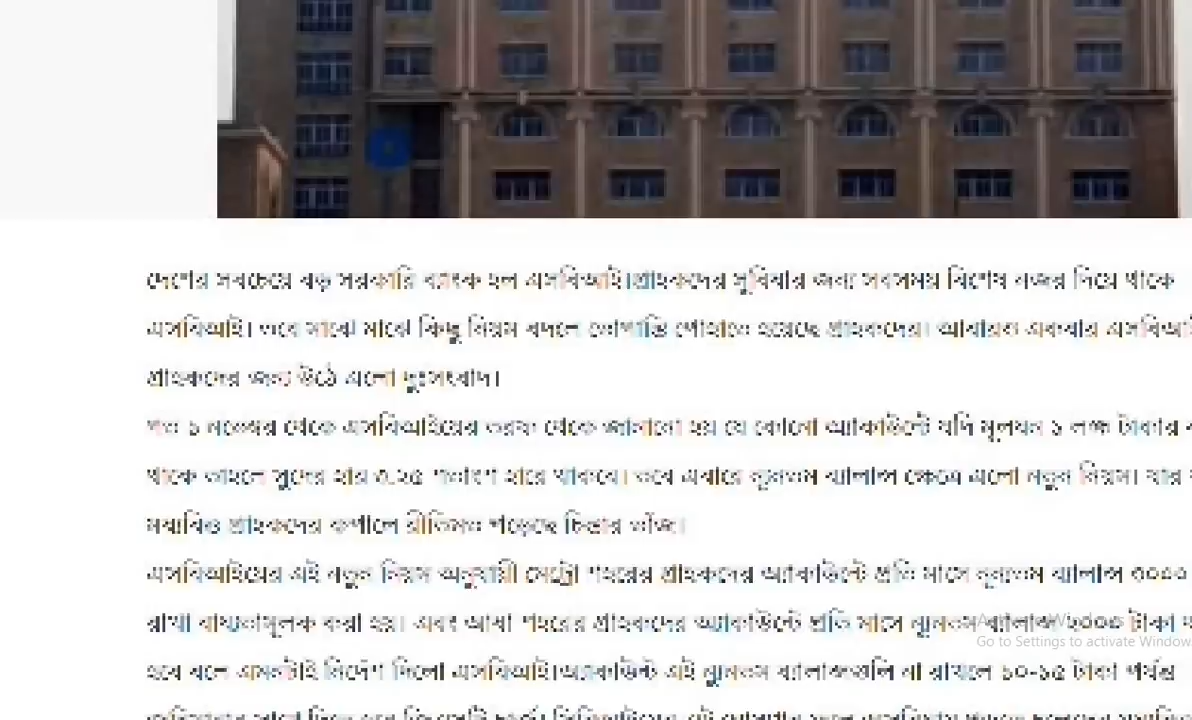 দেশের সবচেয়ে বড় সরকারি ব্যাংক হল এসবিআই।গ্রাহকদের সুবিধার জন্য সবসময় বিশেষ নজর দিয়ে থাকে
এসবিআই। তবে মাঝে মাঝে কিছু নিয়ম বদলে ভোগান্তি পোহাতে হয়েছে গ্রাহকদের। আবারও একবার
গ্রাহকদের জন্য উঠে এলো দুঃসংবাদ।
গত ১ নভেম্বর থেকে এসবিআইয়ের তরফ থেকে জানানো হয় যে কোনো অ্যাকাউন্টে যদি মূলধন ১ লক্ষ টাকার
থাকে তাহলে সুদের হার ৩.২৫ শতাংশ হারে থাকবে। তবে এবারে ন্যূনতম ব্যালান্স ক্ষেত্রে এলো নতুন নিয়ম। যার
মধ্যবিত্ত গ্রাহকদের কপালে রীতিমত পড়েছে চিন্তার ভাঁজ।
এসবিআইয়ের এই নতুন নিয়ম অনুযায়ী মেট্রো শহরের গ্রাহকদের অ্যাকাউন্টে প্রতি মাসে ন্যূনতম ব্যালান্স ৩০০০
রাখা বাধ্যতামূলক করা হয়। এবং আধা শহরের গ্রাহকদের অ্যাকাউন্টে প্রতি মাসে ন্যূনতম ব্যালান্স ২০০০ টাকা
Go to Settings to activate Window
হবে বলে এমনটাই নির্দেশ দিলো এসবিআই।অ্যাকাউন্ট এই ন্যূনতম ব্যালান্সগুলি না রাখলে ১০-১৫ টাকা পর্যন্ত